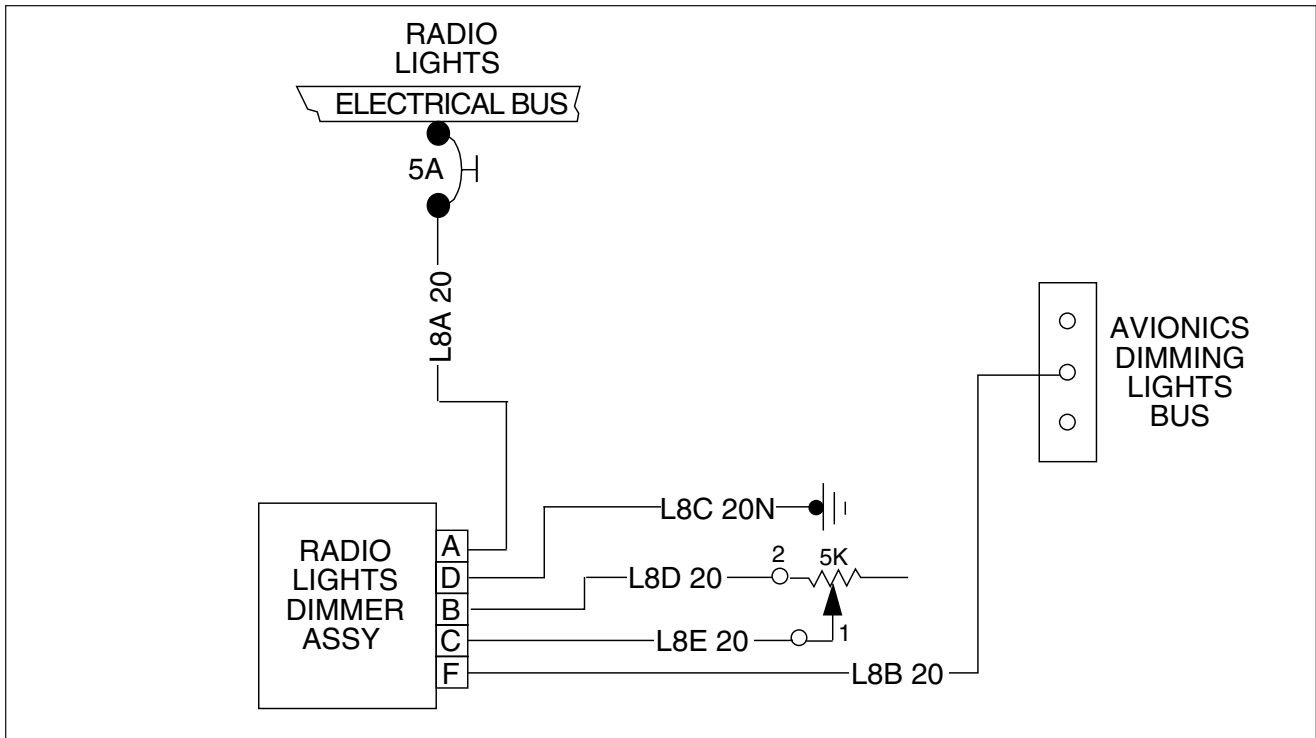 RADIO
LIGHTS
ELECTRICAL BUS
5A
L8A 20
AVIONICS
DIMMING
LIGHTS
BUS
RADIO
LIGHTS
DIMMER
ASSY
A
D
B
C
F
L8C 20N
L8D 20
2
5K
L8E 20
1
L8B 20